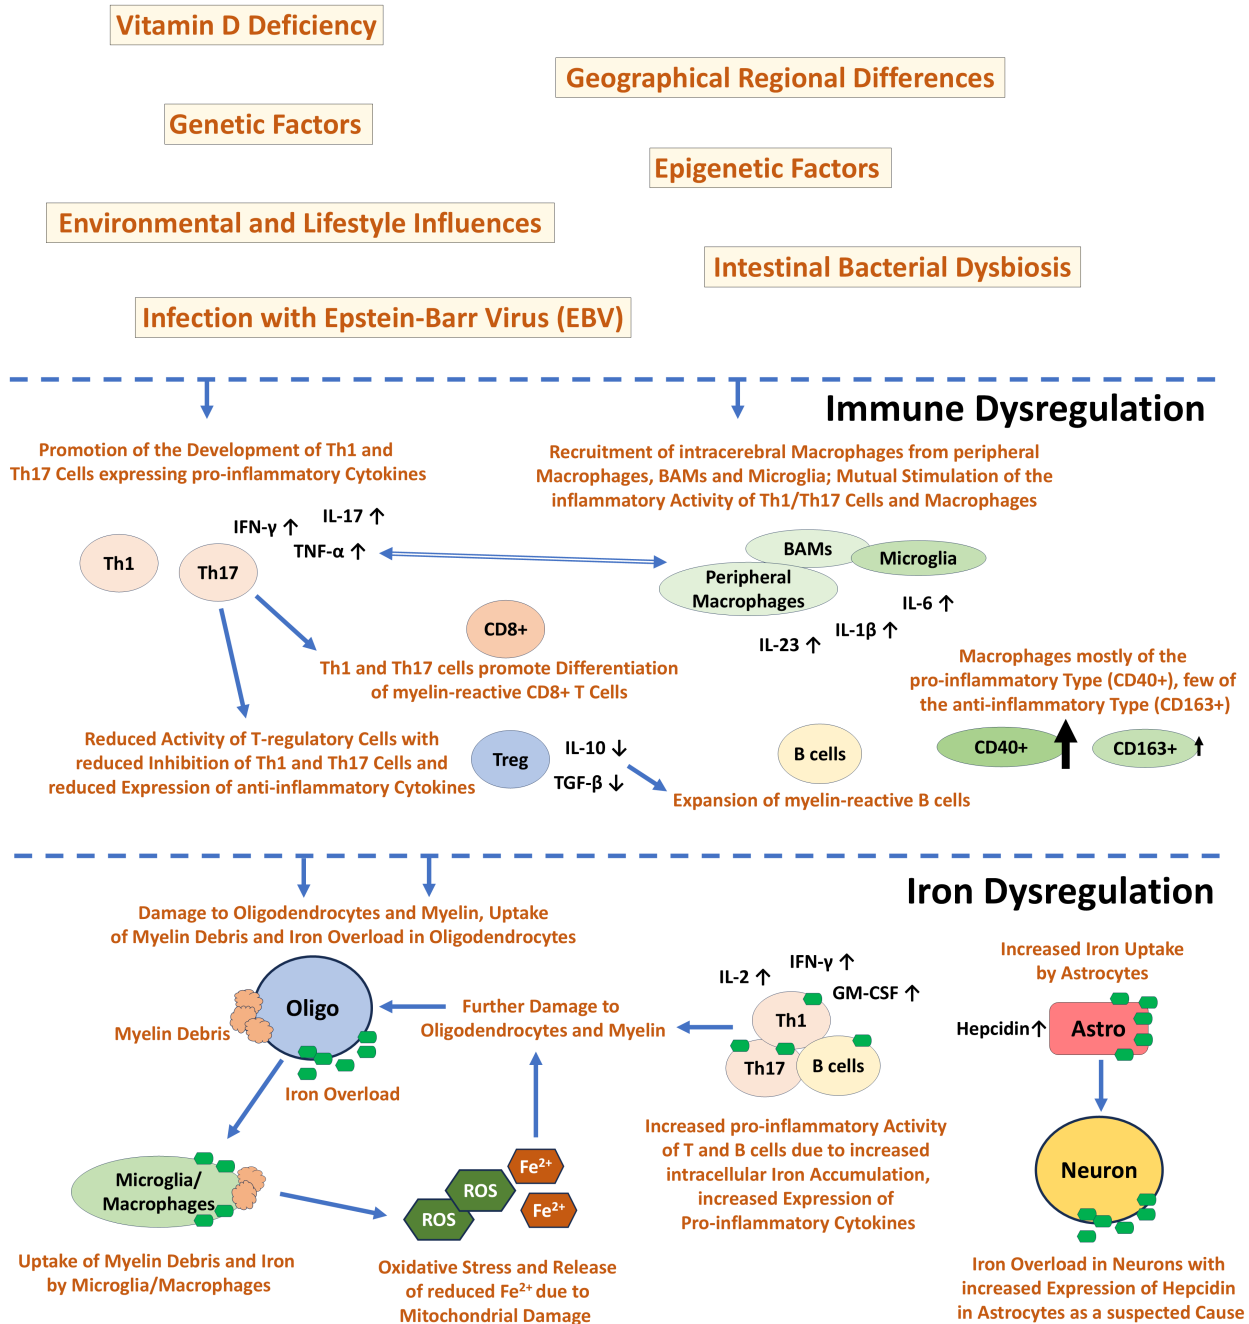 Vitamin D Deficiency
Geographical Regional Differences
Genetic Factors
Epigenetic Factors
Environmental and Lifestyle Influences
Intestinal Bacterial Dysbiosis
Infection with Epstein-Barr Virus (EBV)
Immune Dysregulation
Promotion of the Development of Th1 and
Th17 Cells expressing pro-inflammatory Cytokines
Recruitment of intracerebral Macrophages from peripheral
Macrophages, BAMs and Microglia; Mutual Stimulation of the
inflammatory Activity of Th1/Th17 Cells and Macrophages
IFN-γ ↑
IL-17 ↑
TNF-α ↑
Th1
Th17
BAMs
Microglia
Peripheral
Macrophages
IL-6 ↑
IL-1β ↑
IL-23 ↑
CD8+
Th1 and Th17 cells promote Differentiation
of myelin-reactive CD8+ T Cells
Macrophages mostly of the
pro-inflammatory Type (CD40+), few of
the anti-inflammatory Type (CD163+)
CD40+
CD163+
Reduced Activity of T-regulatory Cells with
reduced Inhibition of Th1 and Th17 Cells and
reduced Expression of anti-inflammatory Cytokines
Treg
IL-10 ↓
TGF-β ↓
B cells
Expansion of myelin-reactive B cells
Iron Dysregulation
Damage to Oligodendrocytes and Myelin, Uptake
of Myelin Debris and Iron Overload in Oligodendrocytes
Oligo
Myelin Debris
Iron Overload
Further Damage to
Oligodendrocytes and Myelin
IL-2 ↑
IFN-γ ↑
GM-CSF ↑
Th1
Th17
B cells
Increased pro-inflammatory Activity
of T and B cells due to increased
intracellular Iron Accumulation,
increased Expression of
Pro-inflammatory Cytokines
Increased Iron Uptake
by Astrocytes
Hepcidin↑
Astro
Neuron
Iron Overload in Neurons with
increased Expression of Hepcidin
in Astrocytes as a suspected Cause
Microglia/
Macrophages
Uptake of Myelin Debris and Iron
by Microglia/Macrophages
ROS
ROS
Fe²⁺
Fe²⁺
Oxidative Stress and Release
of reduced Fe²⁺ due to
Mitochondrial Damage